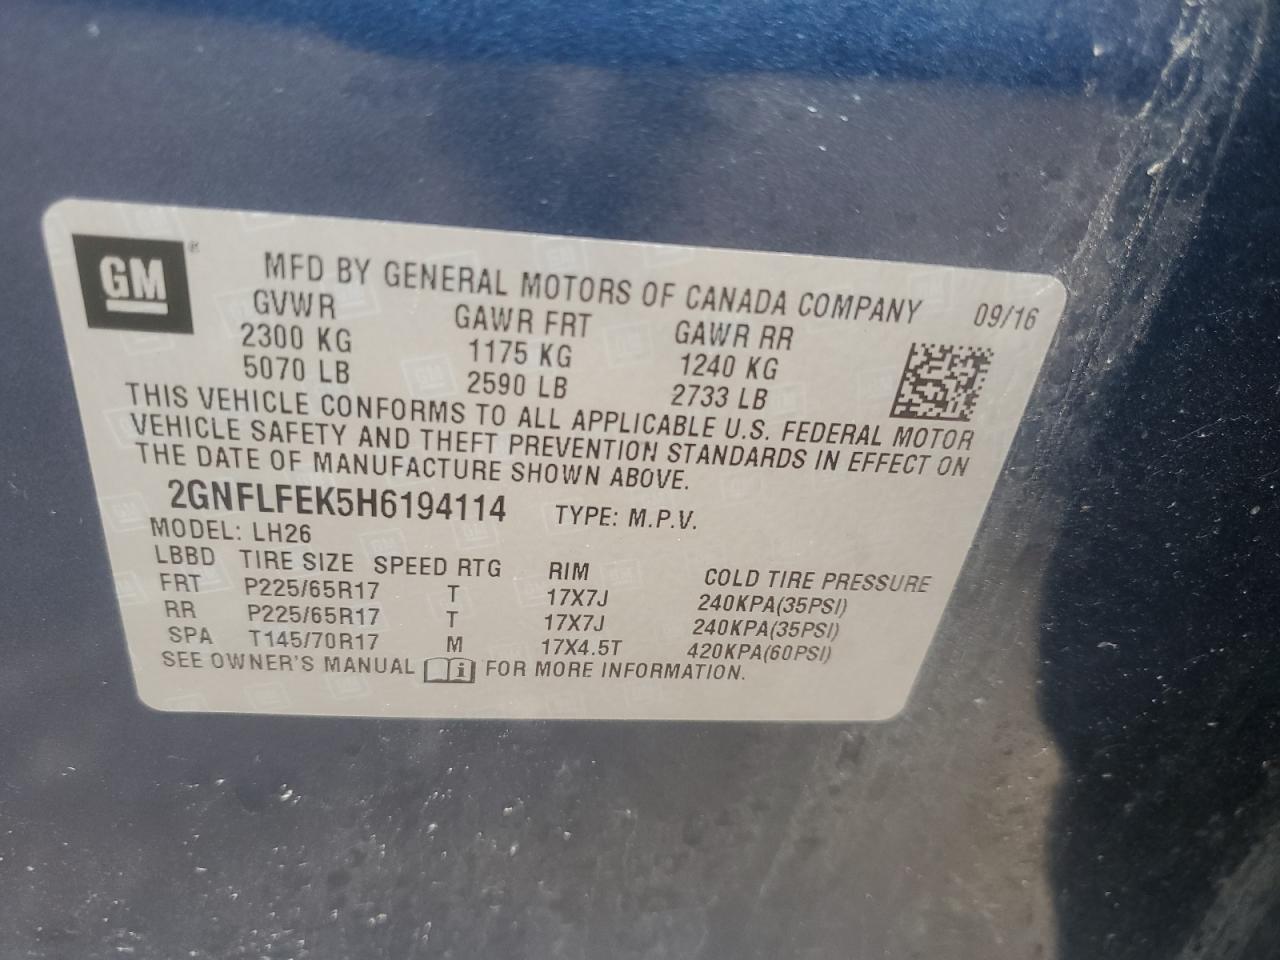 GM®
MFD BY GENERAL MOTORS OF CANADA COMPANY 09/16
GVWR GAWR FRT GAWR RR
2300 KG 1175 KG 1240 KG
5070 LB 2590 LB 2733 LB
THIS VEHICLE CONFORMS TO ALL APPLICABLE U.S. FEDERAL MOTOR
VEHICLE SAFETY AND THEFT PREVENTION STANDARDS IN EFFECT ON
THE DATE OF MANUFACTURE SHOWN ABOVE.
2GNFLFEK5H6194114 TYPE: M.P.V.
MODEL: LH26
LBBD TIRE SIZE SPEED RTG RIM COLD TIRE PRESSURE
FRT P225/65R17 T 17X7J 240KPA(35PSI)
RR P225/65R17 T 17X7J 240KPA(35PSI)
SPA T145/70R17 M 17X4.5T 420KPA(60PSI)
SEE OWNER'S MANUAL i FOR MORE INFORMATION.